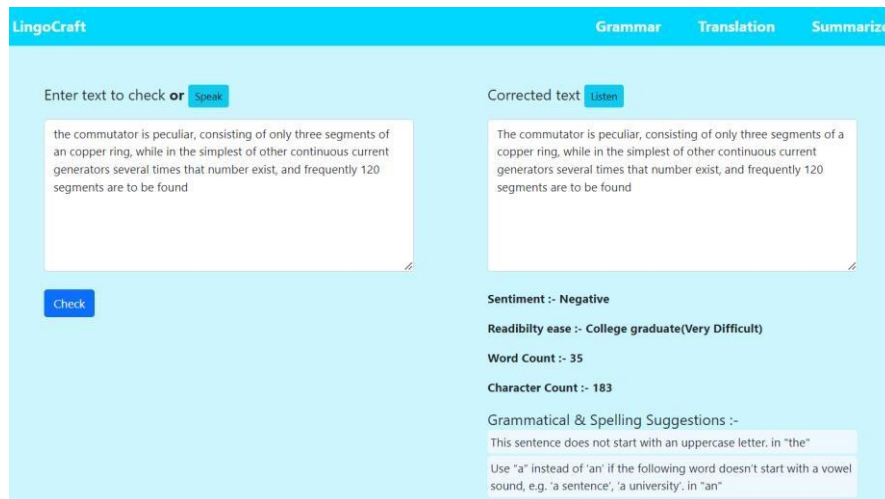 LingoCraft Grammar Translation Summarize
Enter text to check or Speak
the commutator is peculiar, consisting of only three segments of
an copper ring, while in the simplest of other continuous current
generators several times that number exist, and frequently 120
segments are to be found
Check
Corrected text Listen
The commutator is peculiar, consisting of only three segments of a
copper ring, while in the simplest of other continuous current
generators several times that number exist, and frequently 120
segments are to be found
Sentiment :- Negative
Readibilty ease :- College graduate(Very Difficult)
Word Count :- 35
Character Count :- 183
Grammatical & Spelling Suggestions :-
This sentence does not start with an uppercase letter. in "the"
Use "a" instead of 'an' if the following word doesn't start with a vowel
sound, e.g. 'a sentence', 'a university'. in "an"